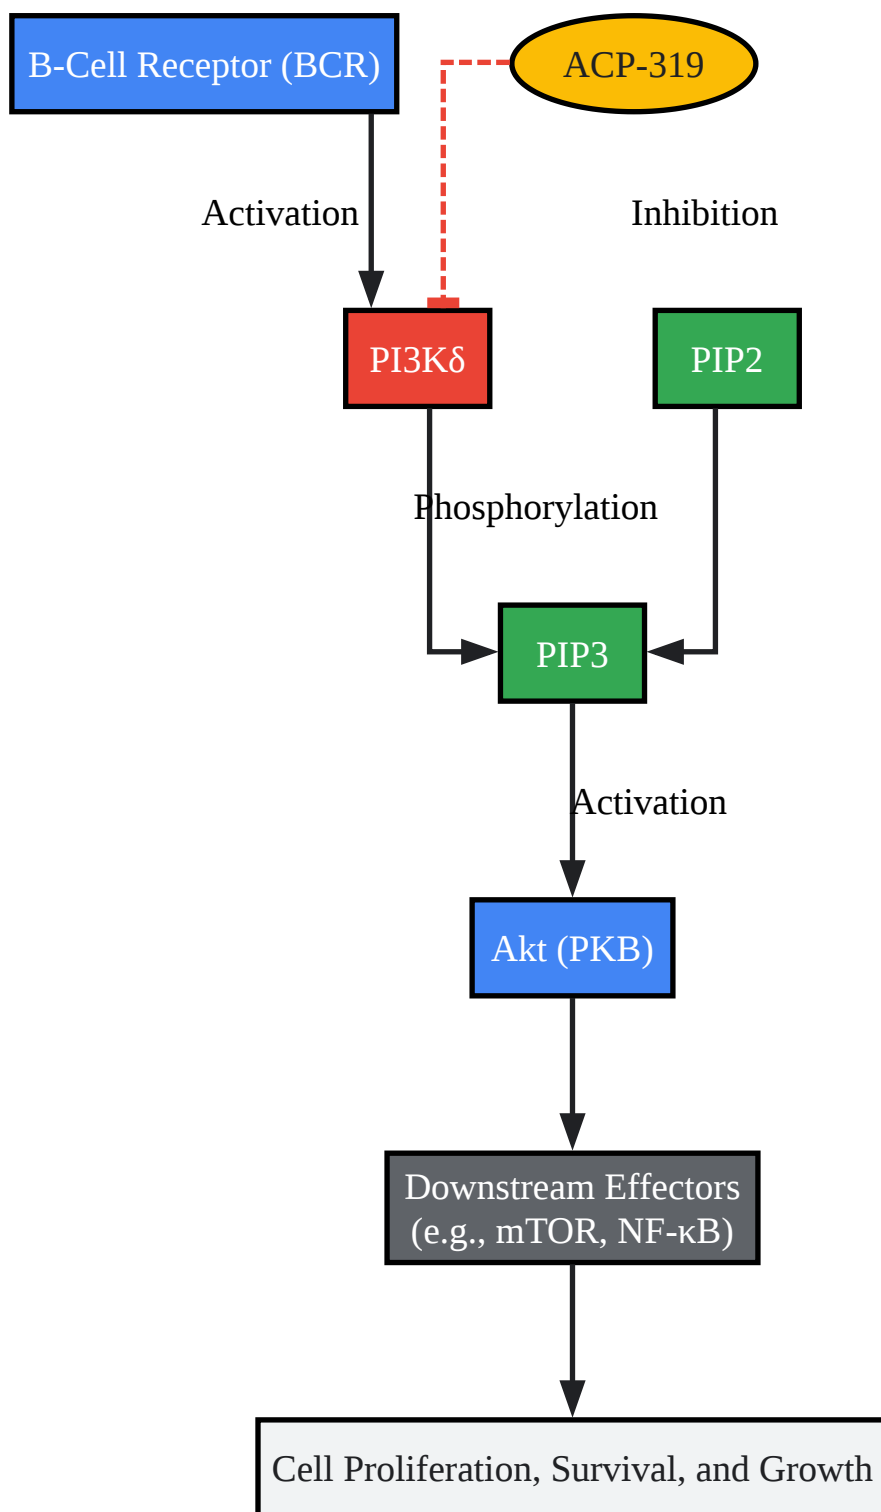 B-Cell Receptor (BCR)
ACP-319
Activation
Inhibition
PI3Kδ
PIP2
Phosphorylation
PIP3
Activation
Akt (PKB)
Downstream Effectors
(e.g., mTOR, NF-κB)
Cell Proliferation, Survival, and Growth